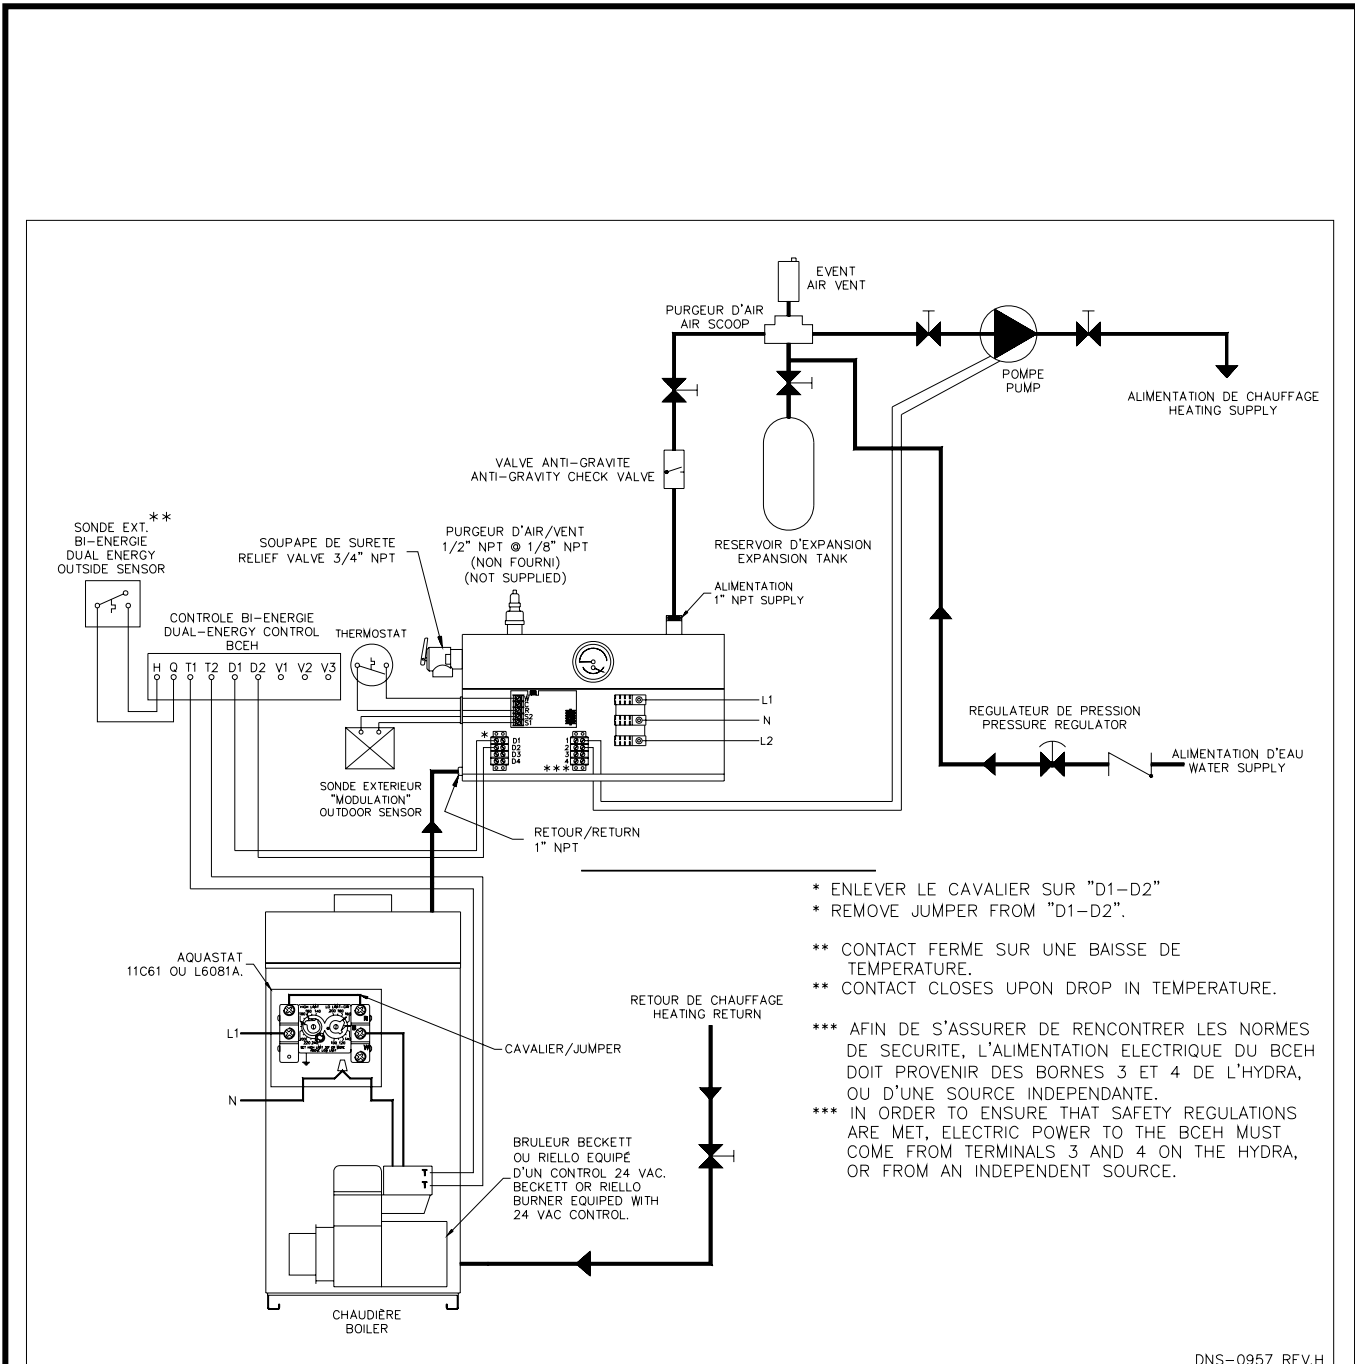 EVENT
AIR VENT
PURGEUR D'AIR
AIR SCOOP
POMPE
PUMP
ALIMENTATION DE CHAUFFAGE
HEATING SUPPLY
VALVE ANTI-GRAVITE
ANTI-GRAVITY CHECK VALVE
SONDE EXT. **
BI-ENERGIE
DUAL ENERGY
OUTSIDE SENSOR
SOUPAPE DE SURETE
RELIEF VALVE 3/4" NPT
PURGEUR D'AIR/VENT
1/2" NPT @ 1/8" NPT
(NON FOURNI)
(NOT SUPPLIED)
RESERVOIR D'EXPANSION
EXPANSION TANK
ALIMENTATION
1" NPT SUPPLY
CONTROLE BI-ENERGIE
DUAL-ENERGY CONTROL
BCEH
THERMOSTAT
H Q T1 T2 D1 D2 V1 V2 V3
R
S2
S1
L1
N
L2
*
D1
D2
D3
D4
1
2
3
4
***
REGULATEUR DE PRESSION
PRESSURE REGULATOR
ALIMENTATION D'EAU
WATER SUPPLY
SONDE EXTERIEUR
"MODULATION"
OUTDOOR SENSOR
RETOUR/RETURN
1" NPT
* ENLEVER LE CAVALIER SUR "D1-D2"
* REMOVE JUMPER FROM "D1-D2".
** CONTACT FERME SUR UNE BAISSE DE
TEMPERATURE.
** CONTACT CLOSES UPON DROP IN TEMPERATURE.
*** AFIN DE S'ASSURER DE RENCONTRER LES NORMES
DE SECURITE, L'ALIMENTATION ELECTRIQUE DU BCEH
DOIT PROVENIR DES BORNES 3 ET 4 DE L'HYDRA,
OU D'UNE SOURCE INDEPENDANTE.
*** IN ORDER TO ENSURE THAT SAFETY REGULATIONS
ARE MET, ELECTRIC POWER TO THE BCEH MUST
COME FROM TERMINALS 3 AND 4 ON THE HYDRA,
OR FROM AN INDEPENDENT SOURCE.
AQUASTAT
11C61 OU L6081A.
L1
N
CAVALIER/JUMPER
RETOUR DE CHAUFFAGE
HEATING RETURN
BRULEUR BECKETT
OU RIELLO EQUIPÉ
D'UN CONTROL 24 VAC.
BECKETT OR RIELLO
BURNER EQUIPED WITH
24 VAC CONTROL.
T
T
CHAUDIÈRE
BOILER
DNS-0957 REV.H